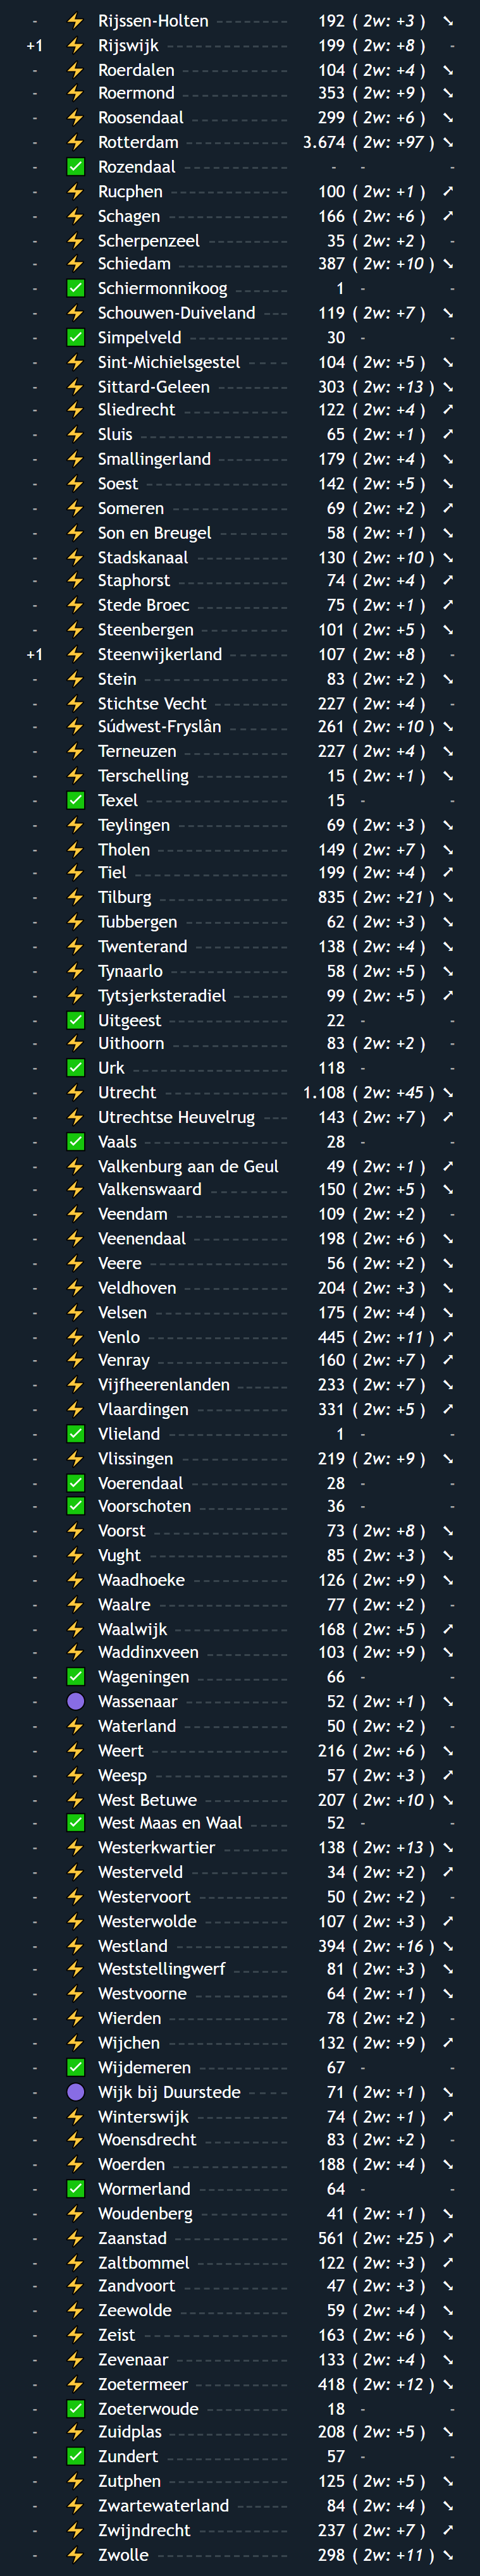 - ⚡ Rijssen-Holten 192 ( 2w: +3 ) ➘
+1 ⚡ Rijswijk 199 ( 2w: +8 ) -
- ⚡ Roerdalen 104 ( 2w: +4 ) ➘
- ⚡ Roermond 353 ( 2w: +9 ) ➘
- ⚡ Roosendaal 299 ( 2w: +6 ) ➘
- ⚡ Rotterdam 3.674 ( 2w: +97 ) ➘
- ✅ Rozendaal - - -
- ⚡ Rucphen 100 ( 2w: +1 ) ➚
- ⚡ Schagen 166 ( 2w: +6 ) ➚
- ⚡ Scherpenzeel 35 ( 2w: +2 ) -
- ⚡ Schiedam 387 ( 2w: +10 ) ➘
- ✅ Schiermonnikoog 1 - -
- ⚡ Schouwen-Duiveland 119 ( 2w: +7 ) ➘
- ✅ Simpelveld 30 - -
- ⚡ Sint-Michielsgestel 104 ( 2w: +5 ) ➘
- ⚡ Sittard-Geleen 303 ( 2w: +13 ) ➘
- ⚡ Sliedrecht 122 ( 2w: +4 ) ➚
- ⚡ Sluis 65 ( 2w: +1 ) ➚
- ⚡ Smallingerland 179 ( 2w: +4 ) ➘
- ⚡ Soest 142 ( 2w: +5 ) ➘
- ⚡ Someren 69 ( 2w: +2 ) ➚
- ⚡ Son en Breugel 58 ( 2w: +1 ) ➘
- ⚡ Stadskanaal 130 ( 2w: +10 ) ➘
- ⚡ Staphorst 74 ( 2w: +4 ) ➚
- ⚡ Stede Broec 75 ( 2w: +1 ) ➚
- ⚡ Steenbergen 101 ( 2w: +5 ) ➘
+1 ⚡ Steenwijkerland 107 ( 2w: +8 ) -
- ⚡ Stein 83 ( 2w: +2 ) ➘
- ⚡ Stichtse Vecht 227 ( 2w: +4 ) -
- ⚡ Súdwest-Fryslân 261 ( 2w: +10 ) ➘
- ⚡ Terneuzen 227 ( 2w: +4 ) ➘
- ⚡ Terschelling 15 ( 2w: +1 ) ➘
- ✅ Texel 15 - -
- ⚡ Teylingen 69 ( 2w: +3 ) ➘
- ⚡ Tholen 149 ( 2w: +7 ) ➘
- ⚡ Tiel 199 ( 2w: +4 ) ➚
- ⚡ Tilburg 835 ( 2w: +21 ) ➘
- ⚡ Tubbergen 62 ( 2w: +3 ) ➘
- ⚡ Twenterand 138 ( 2w: +4 ) ➘
- ⚡ Tynaarlo 58 ( 2w: +5 ) ➘
- ⚡ Tytsjerksteradiel 99 ( 2w: +5 ) ➚
- ✅ Uitgeest 22 - -
- ⚡ Uithoorn 83 ( 2w: +2 ) -
- ✅ Urk 118 - -
- ⚡ Utrecht 1.108 ( 2w: +45 ) ➘
- ⚡ Utrechtse Heuvelrug 143 ( 2w: +7 ) ➚
- ✅ Vaals 28 - -
- ⚡ Valkenburg aan de Geul 49 ( 2w: +1 ) ➚
- ⚡ Valkenswaard 150 ( 2w: +5 ) ➘
- ⚡ Veendam 109 ( 2w: +2 ) -
- ⚡ Veenendaal 198 ( 2w: +6 ) ➘
- ⚡ Veere 56 ( 2w: +2 ) ➘
- ⚡ Veldhoven 204 ( 2w: +3 ) ➘
- ⚡ Velsen 175 ( 2w: +4 ) ➘
- ⚡ Venlo 445 ( 2w: +11 ) ➚
- ⚡ Venray 160 ( 2w: +7 ) ➚
- ⚡ Vijfheerenlanden 233 ( 2w: +7 ) ➘
- ⚡ Vlaardingen 331 ( 2w: +5 ) ➚
- ✅ Vlieland 1 - -
- ⚡ Vlissingen 219 ( 2w: +9 ) ➘
- ✅ Voerendaal 28 - -
- ✅ Voorschoten 36 - -
- ⚡ Voorst 73 ( 2w: +8 ) ➘
- ⚡ Vught 85 ( 2w: +3 ) ➘
- ⚡ Waadhoeke 126 ( 2w: +9 ) ➘
- ⚡ Waalre 77 ( 2w: +2 ) -
- ⚡ Waalwijk 168 ( 2w: +5 ) ➚
- ⚡ Waddinxveen 103 ( 2w: +9 ) ➘
- ✅ Wageningen 66 - -
- 🟣 Wassenaar 52 ( 2w: +1 ) ➘
- ⚡ Waterland 50 ( 2w: +2 ) -
- ⚡ Weert 216 ( 2w: +6 ) ➘
- ⚡ Weesp 57 ( 2w: +3 ) ➚
- ⚡ West Betuwe 207 ( 2w: +10 ) ➘
- ✅ West Maas en Waal 52 - -
- ⚡ Westerkwartier 138 ( 2w: +13 ) ➘
- ⚡ Westerveld 34 ( 2w: +2 ) ➚
- ⚡ Westervoort 50 ( 2w: +2 ) -
- ⚡ Westerwolde 107 ( 2w: +3 ) ➚
- ⚡ Westland 394 ( 2w: +16 ) ➘
- ⚡ Weststellingwerf 81 ( 2w: +3 ) ➘
- ⚡ Westvoorne 64 ( 2w: +1 ) ➘
- ⚡ Wierden 78 ( 2w: +2 ) -
- ⚡ Wijchen 132 ( 2w: +9 ) ➚
- ✅ Wijdemeren 67 - -
- 🟣 Wijk bij Duurstede 71 ( 2w: +1 ) ➘
- ⚡ Winterswijk 74 ( 2w: +1 ) ➚
- ⚡ Woensdrecht 83 ( 2w: +2 ) -
- ⚡ Woerden 188 ( 2w: +4 ) ➘
- ✅ Wormerland 64 - -
- ⚡ Woudenberg 41 ( 2w: +1 ) ➘
- ⚡ Zaanstad 561 ( 2w: +25 ) ➚
- ⚡ Zaltbommel 122 ( 2w: +3 ) ➚
- ⚡ Zandvoort 47 ( 2w: +3 ) ➘
- ⚡ Zeewolde 59 ( 2w: +4 ) ➘
- ⚡ Zeist 163 ( 2w: +6 ) ➘
- ⚡ Zevenaar 133 ( 2w: +4 ) ➘
- ⚡ Zoetermeer 418 ( 2w: +12 ) ➘
- ✅ Zoeterwoude 18 - -
- ⚡ Zuidplas 208 ( 2w: +5 ) ➘
- ✅ Zundert 57 - -
- ⚡ Zutphen 125 ( 2w: +5 ) ➘
- ⚡ Zwartewaterland 84 ( 2w: +4 ) ➘
- ⚡ Zwijndrecht 237 ( 2w: +7 ) ➚
- ⚡ Zwolle 298 ( 2w: +11 ) ➘